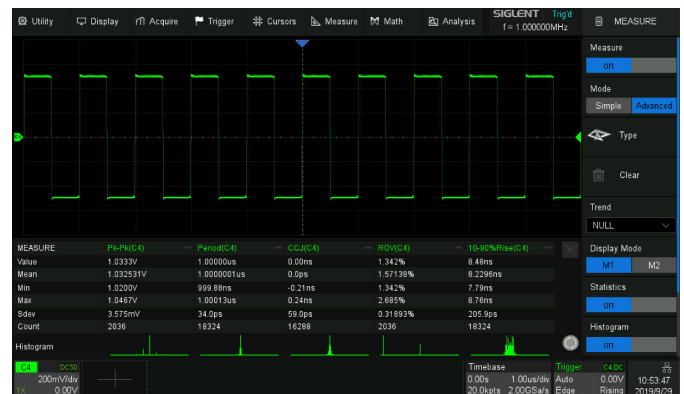 Utility Display Acquire Trigger Cursors Measure Math Analysis SIGLENT Trig'd MEASURE
f = 1.000000MHz
Measure
on
Mode
Simple Advanced
Type
Clear
Trend
NULL
MEASURE Pk-Pk(C4) Period(C4) CCJ(C4) ROV(C4) 10-90%Rise(C4) Display Mode
Value 1.0333V 1.00000us 0.00ns 1.342% 8.48ns
Mean 1.032531V 1.0000001us 0.0ps 1.57138% 8.2296ns M1 M2
Min 1.0200V 999.88ns -0.21ns 1.342% 7.79ns
Max 1.0467V 1.00013us 0.24ns 2.685% 8.76ns Statistics
Sdev 3.575mV 34.0ps 59.0ps 0.31893% 205.9ps on
Count 2036 18324 16288 2036 18324
Histogram
Histogram on
C4 DC50 Timebase Trigger C4 DC
200mV/div 0.00s 1.00us/div Auto 0.00V 10:53:47
1X 0.00V 20.0kpts 2.00GSa/s Edge Rising 2019/9/29